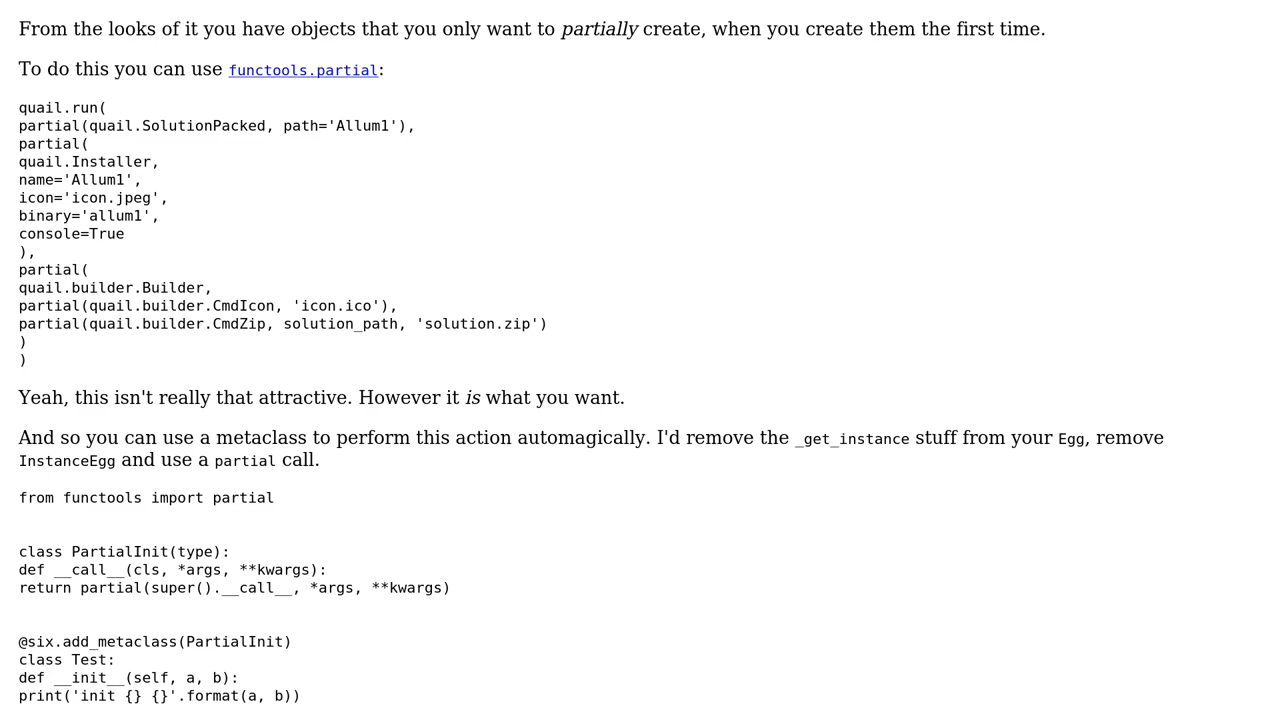 From the looks of it you have objects that you only want to partially create, when you create them the first time.
To do this you can use functools.partial:
quail.run(
partial(quail.SolutionPacked, path='Allum1'),
partial(
quail.Installer,
name='Allum1',
icon='icon.jpeg',
binary='allum1',
console=True
),
partial(
quail.builder.Builder,
partial(quail.builder.CmdIcon, 'icon.ico'),
partial(quail.builder.CmdZip, solution_path, 'solution.zip')
)
)
Yeah, this isn't really that attractive. However it is what you want.
And so you can use a metaclass to perform this action automagically. I'd remove the _get_instance stuff from your Egg, remove
InstanceEgg and use a partial call.
from functools import partial
class PartialInit(type):
def __call__(cls, *args, **kwargs):
return partial(super().__call__, *args, **kwargs)
@six.add_metaclass(PartialInit)
class Test:
def __init__(self, a, b):
print('init {} {}'.format(a, b))